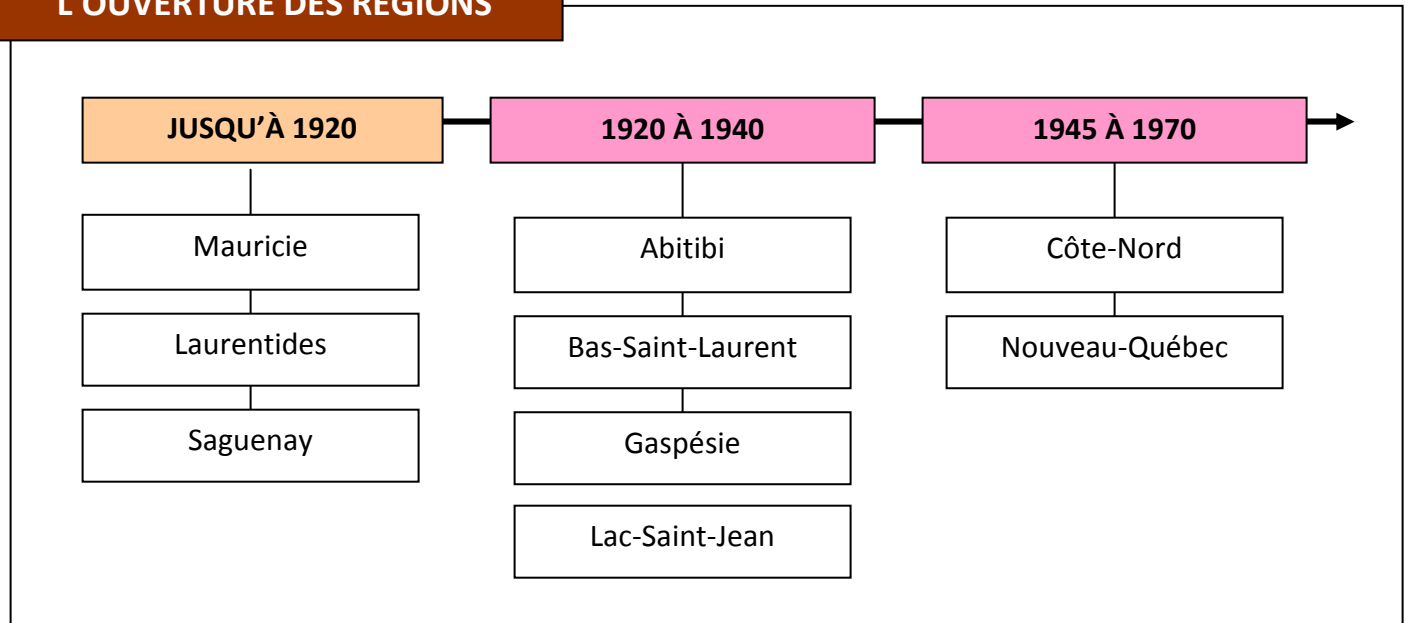 L'OUVERTURE DES RÉGIONS
JUSQU’À 1920
1920 À 1940
1945 À 1970
Mauricie
Laurentides
Saguenay
Abitibi
Bas-Saint-Laurent
Gaspésie
Lac-Saint-Jean
Côte-Nord
Nouveau-Québec